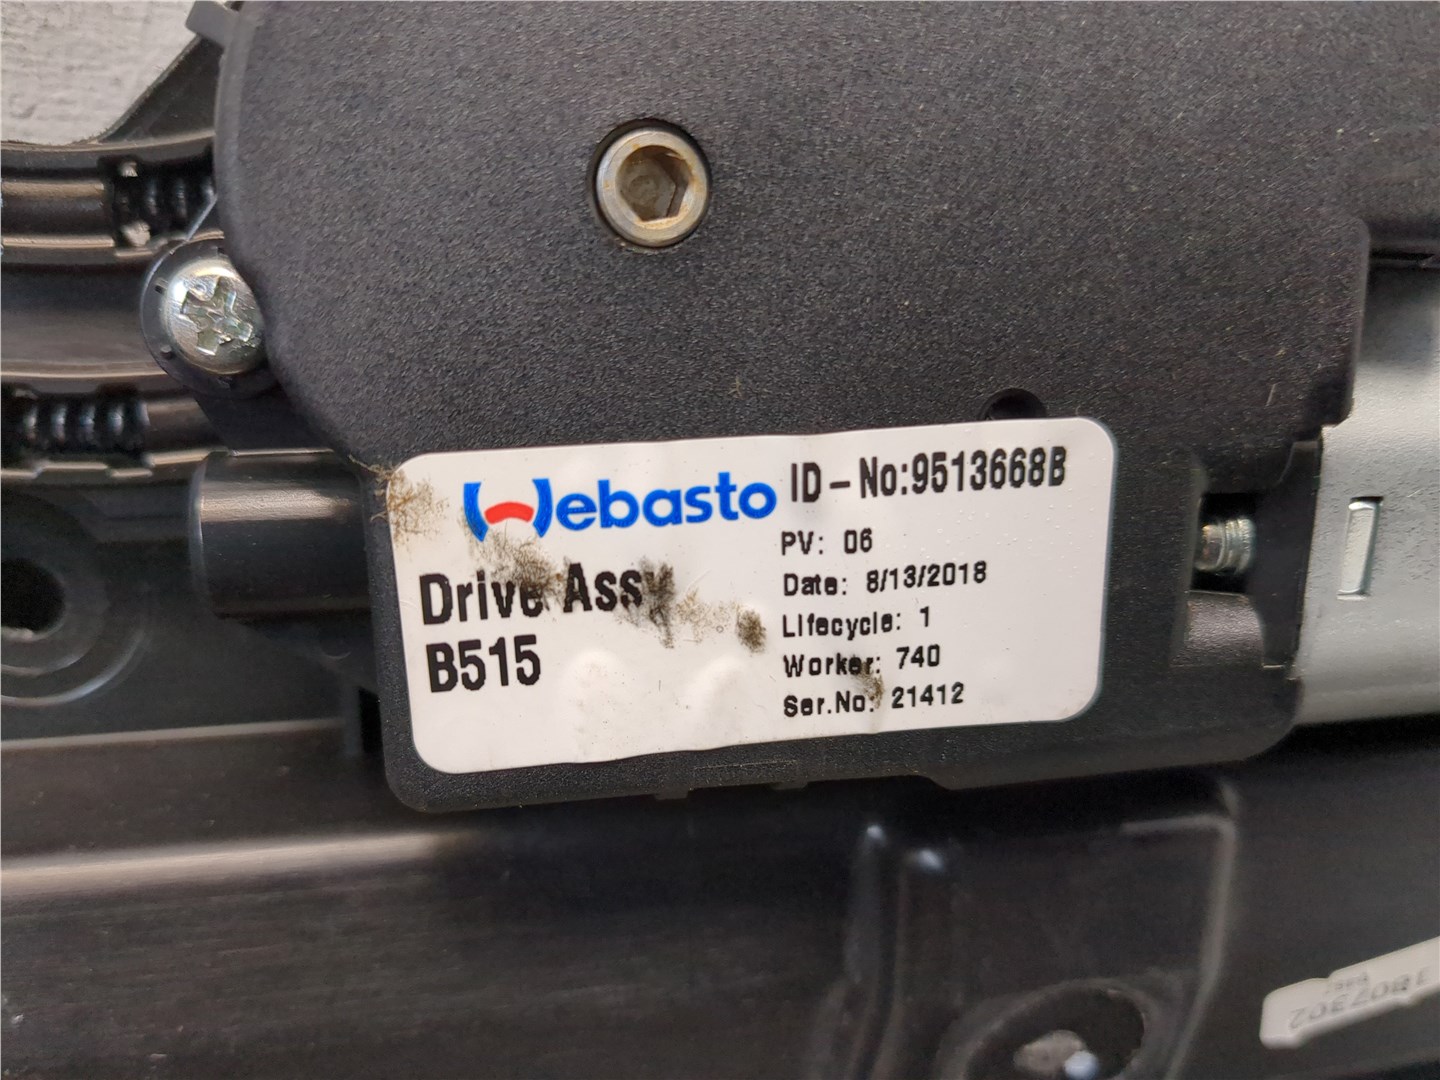 Webasto
ID-No:9513668B
Drive Assy
B515
PV: 06
Date: 8/13/2018
Lifecycle: 1
Worker: 740
Ser.No: 21412